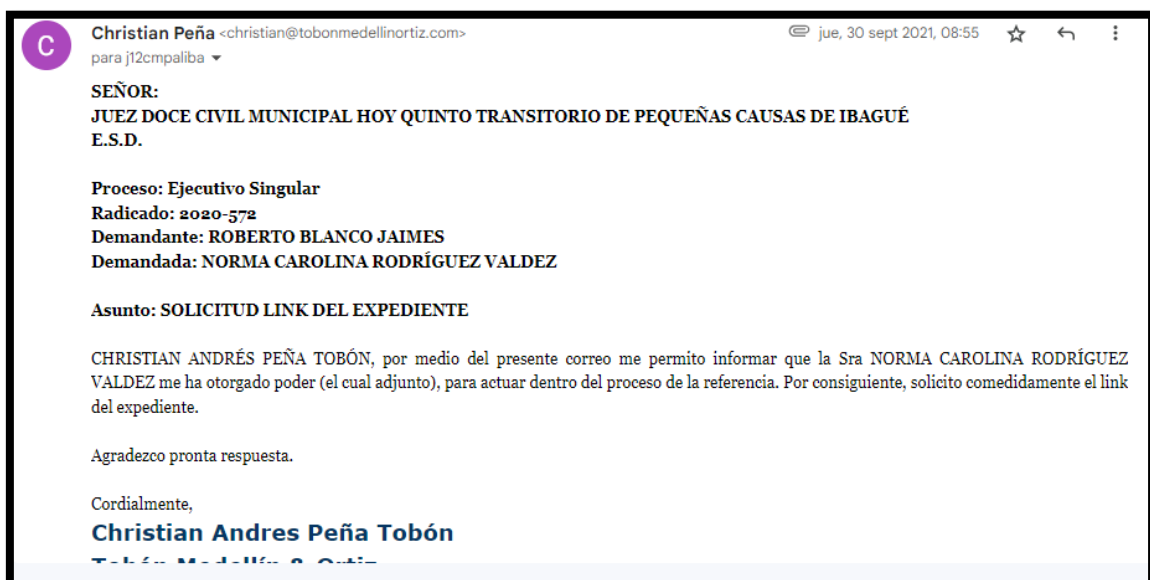 C
Christian Peña <christian@tobonmedellinortiz.com>
jue, 30 sept 2021, 08:55
para j12cmpaliba
SEÑOR:
JUEZ DOCE CIVIL MUNICIPAL HOY QUINTO TRANSITORIO DE PEQUEÑAS CAUSAS DE IBAGUÉ
E.S.D.
Proceso: Ejecutivo Singular
Radicado: 2020-572
Demandante: ROBERTO BLANCO JAIMES
Demandada: NORMA CAROLINA RODRÍGUEZ VALDEZ
Asunto: SOLICITUD LINK DEL EXPEDIENTE
CHRISTIAN ANDRÉS PEÑA TOBÓN, por medio del presente correo me permito informar que la Sra NORMA CAROLINA RODRÍGUEZ
VALDEZ me ha otorgado poder (el cual adjunto), para actuar dentro del proceso de la referencia. Por consiguiente, solicito comedidamente el link
del expediente.
Agradezco pronta respuesta.
Cordialmente,
Christian Andres Peña Tobón
Tobón Medellín & Ortiz